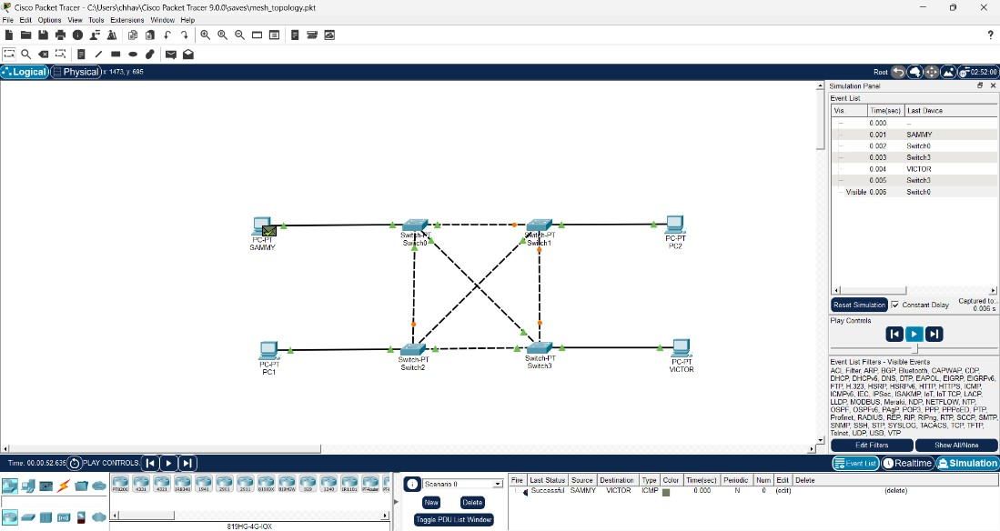 Cisco Packet Tracer - C:\Users\chhav\Cisco Packet Tracer 9.0.0\saves\mesh_topology.pkt
File Edit Options View Tools Extensions Window Help
Logical Physical x: 1473, y: 695
Root 02:52:00
Simulation Panel
Event List
Vis. Time(sec) Last Device
0.000 --
0.001 SAMMY
0.002 Switch0
0.003 Switch3
0.004 VICTOR
0.005 Switch3
Visible 0.006 Switch0
Reset Simulation Constant Delay Captured to:
0.006 s
Play Controls
Event List Filters - Visible Events
ACL Filter, ARP, BGP, Bluetooth, CAPWAP, CDP,
DHCP, DHCPv6, DNS, DTP, EAPOL, EIGRP, EIGRPv6,
FTP, H.323, HSRP, HSRPv6, HTTP, HTTPS, ICMP,
ICMPv6, IEC, IPSec, ISAKMP, IoT, IoT TCP, LACP,
LLDP, MODBUS, Meraki, NDP, NETFLOW, NTP,
OSPF, OSPFv6, PAgP, POP3, PPP, PPPoED, PTP,
Profinet, RADIUS, REP, RIP, RIPng, RTP, SCCP, SMTP,
SNMP, SSH, STP, SYSLOG, TACACS, TCP, TFTP,
Telnet, UDP, USB, VTP
Edit Filters Show All/None
PC-PT
SAMMY
Switch-PT
Switch0
Switch-PT
Switch1
PC-PT
PC2
PC-PT
PC1
Switch-PT
Switch2
Switch-PT
Switch3
PC-PT
VICTOR
Time: 00:00:52.635 PLAY CONTROLS:
Event List Realtime Simulation
4331 4321 1941 2901 2911 819HGW 829 1240
819HG-4G-IOX
Scenario 0
New Delete
Toggle PDU List Window
Fire Last Status Source Destination Type Color Time(sec) Periodic Num Edit Delete
Successful SAMMY VICTOR ICMP 0.000 N 0 (edit) (delete)